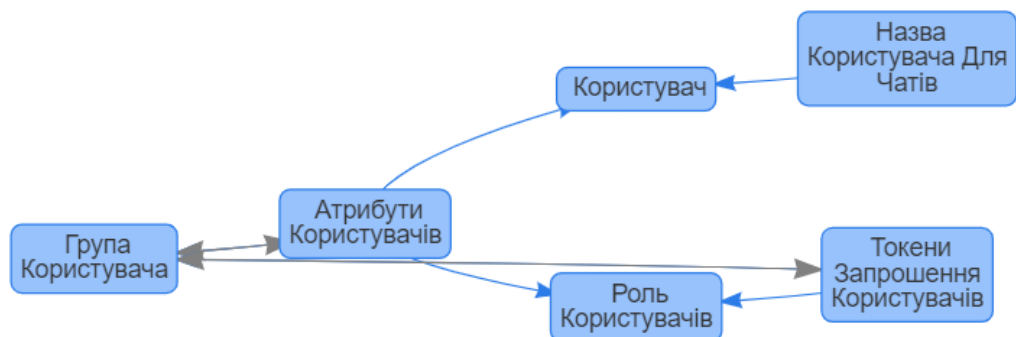 Назва
Користувача Для
Чатів
Користувач
Атрибути
Користувачів
Група
Користувача
Токени
Запрошення
Користувачів
Роль
Користувачів